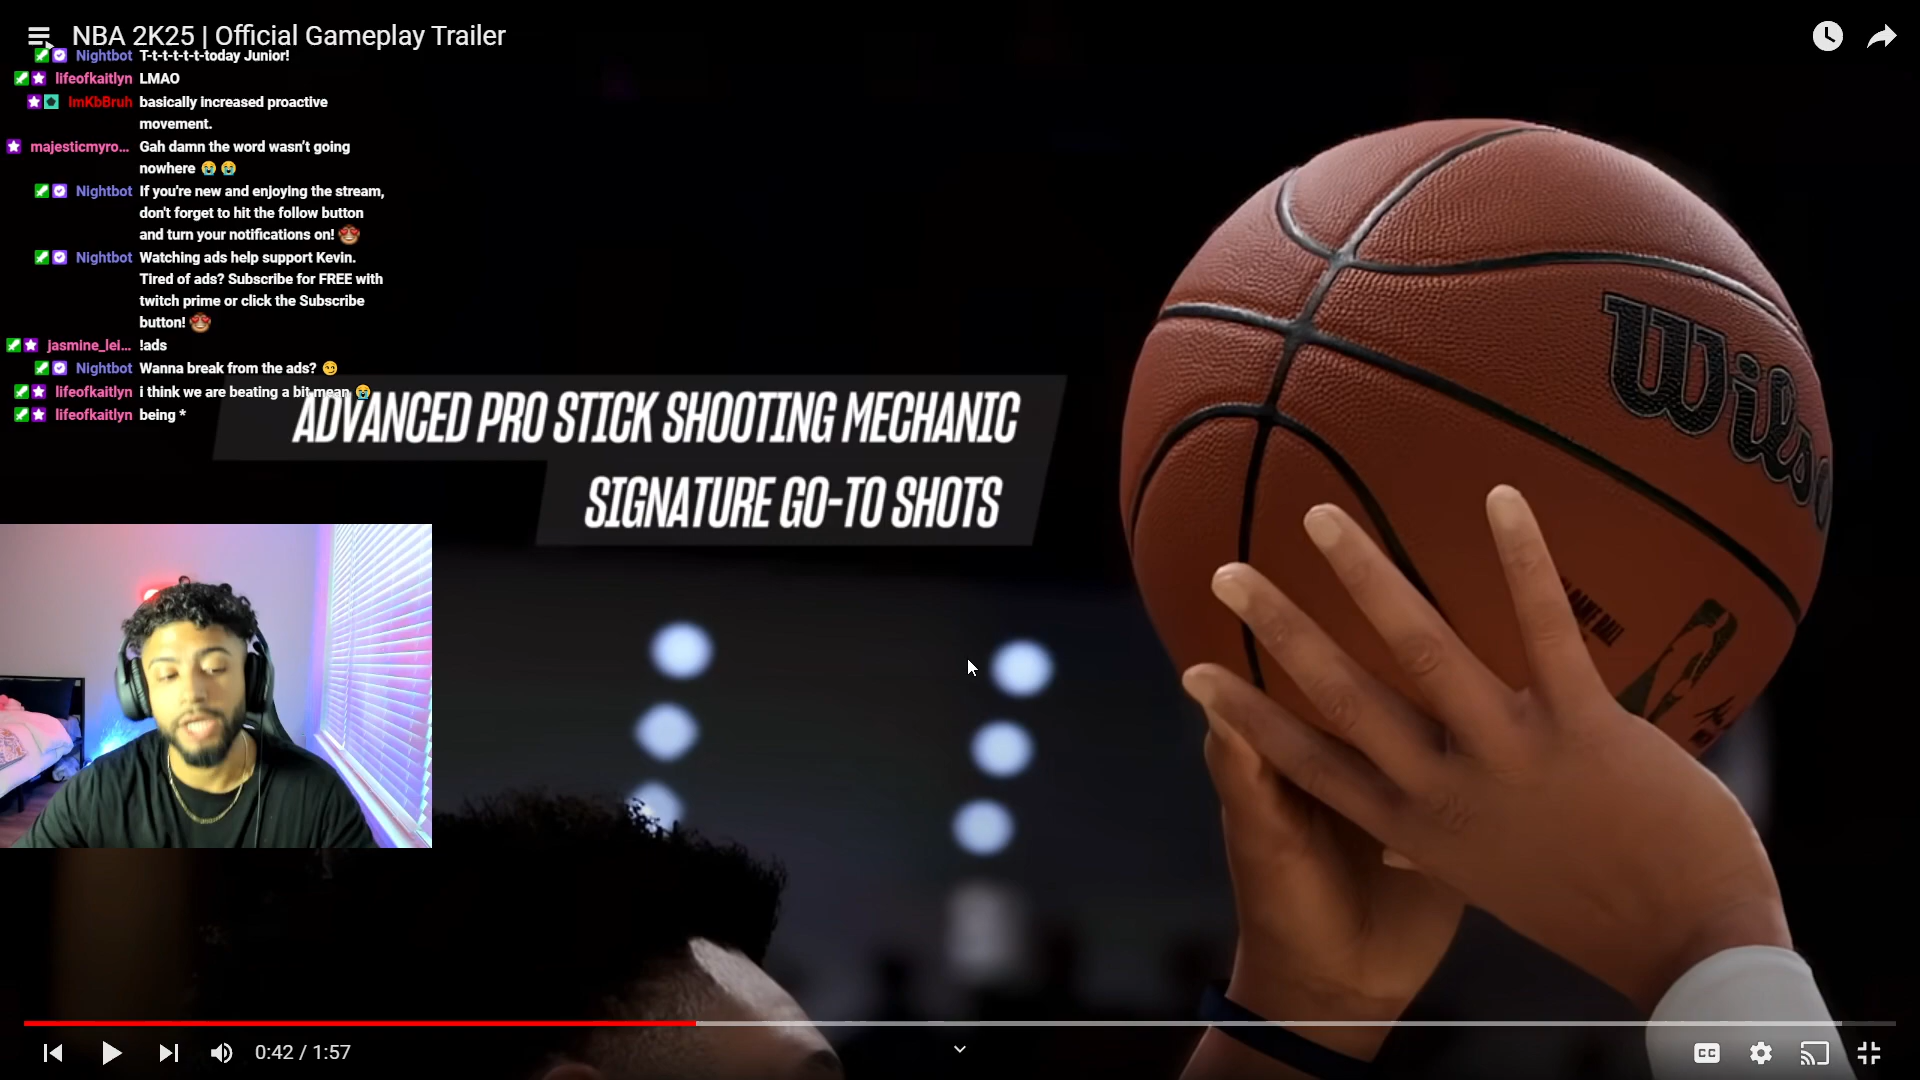 NBA 2K25 | Official Gameplay Trailer
Nightbot T-t-t-t-t-t-today Junior!
lifeofkaitlyn LMAO
ImKbBruh basically increased proactive
movement.
majesticmyro... Gah damn the word wasn't going
nowhere 😭 😭
Nightbot If you're new and enjoying the stream,
don't forget to hit the follow button
and turn your notifications on!
Nightbot Watching ads help support Kevin.
Tired of ads? Subscribe for FREE with
twitch prime or click the Subscribe
button!
jasmine_lei... !ads
Nightbot Wanna break from the ads? 😏
lifeofkaitlyn i think we are beating a bit mean 😭
lifeofkaitlyn being *
ADVANCED PRO STICK SHOOTING MECHANIC
SIGNATURE GO-TO SHOTS
Wilso
GAME BALL
0:42 / 1:57
CC